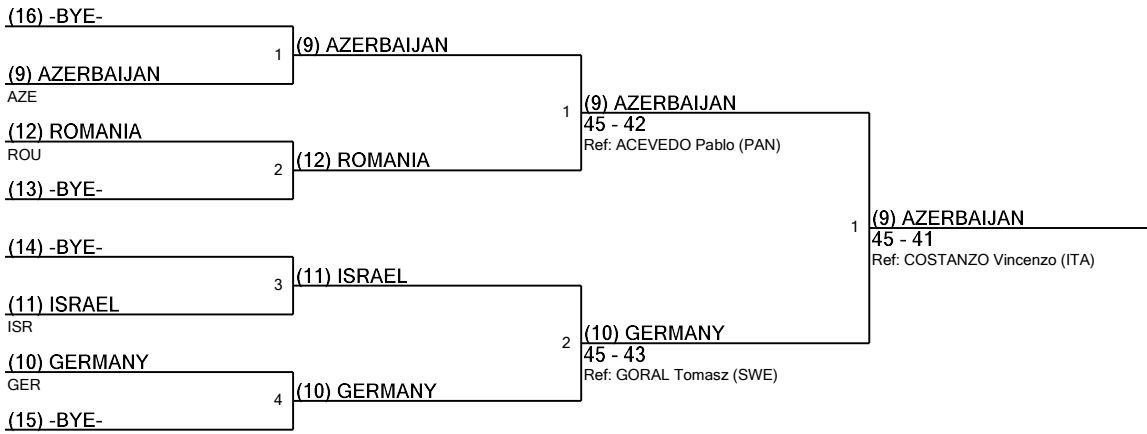 (16) -BYE-
1
(9) AZERBAIJAN
(9) AZERBAIJAN
AZE
1
(9) AZERBAIJAN
45 - 42
Ref: ACEVEDO Pablo (PAN)
(12) ROMANIA
ROU
2
(12) ROMANIA
(13) -BYE-
1
(9) AZERBAIJAN
45 - 41
Ref: COSTANZO Vincenzo (ITA)
(14) -BYE-
3
(11) ISRAEL
(11) ISRAEL
ISR
2
(10) GERMANY
45 - 43
Ref: GORAL Tomasz (SWE)
(10) GERMANY
GER
4
(10) GERMANY
(15) -BYE-